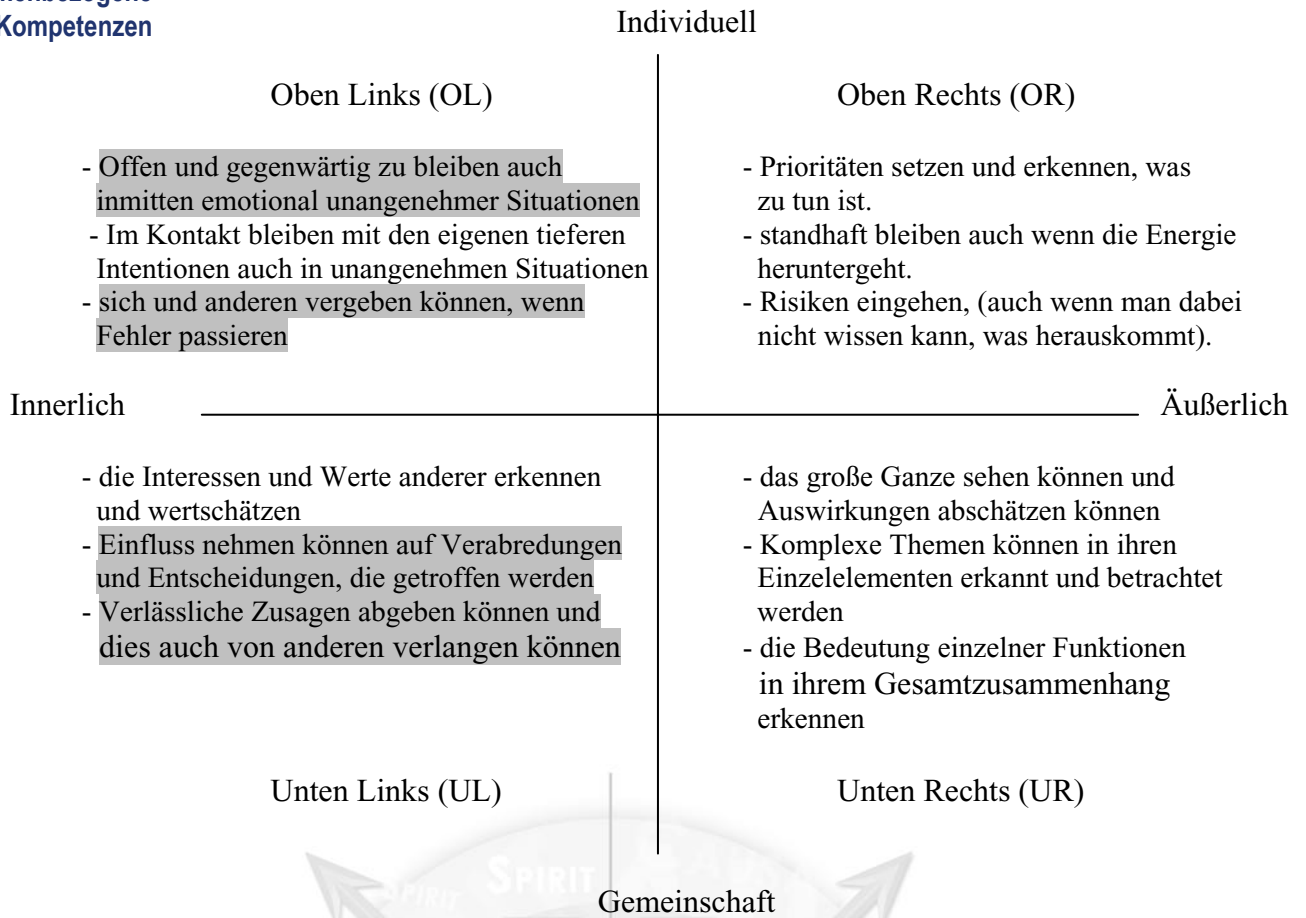 Kompetenzen
Individuell
Oben Links (OL)
- Offen und gegenwärtig zu bleiben auch
inmitten emotional unangenehmer Situationen
- Im Kontakt bleiben mit den eigenen tieferen
Intentionen auch in unangenehmen Situationen
- sich und anderen vergeben können, wenn
Fehler passieren
Oben Rechts (OR)
- Prioritäten setzen und erkennen, was
zu tun ist.
- standhaft bleiben auch wenn die Energie
heruntergeht.
- Risiken eingehen, (auch wenn man dabei
nicht wissen kann, was herauskommt).
Innerlich
Äußerlich
- die Interessen und Werte anderer erkennen
und wertschätzen
- Einfluss nehmen können auf Verabredungen
und Entscheidungen, die getroffen werden
- Verlässliche Zusagen abgeben können und
dies auch von anderen verlangen können
Unten Links (UL)
- das große Ganze sehen können und
Auswirkungen abschätzen können
- Komplexe Themen können in ihren
Einzelelementen erkannt und betrachtet
werden
- die Bedeutung einzelner Funktionen
in ihrem Gesamtzusammenhang
erkennen
Unten Rechts (UR)
SPIRIT
SPIRIT
Gemeinschaft